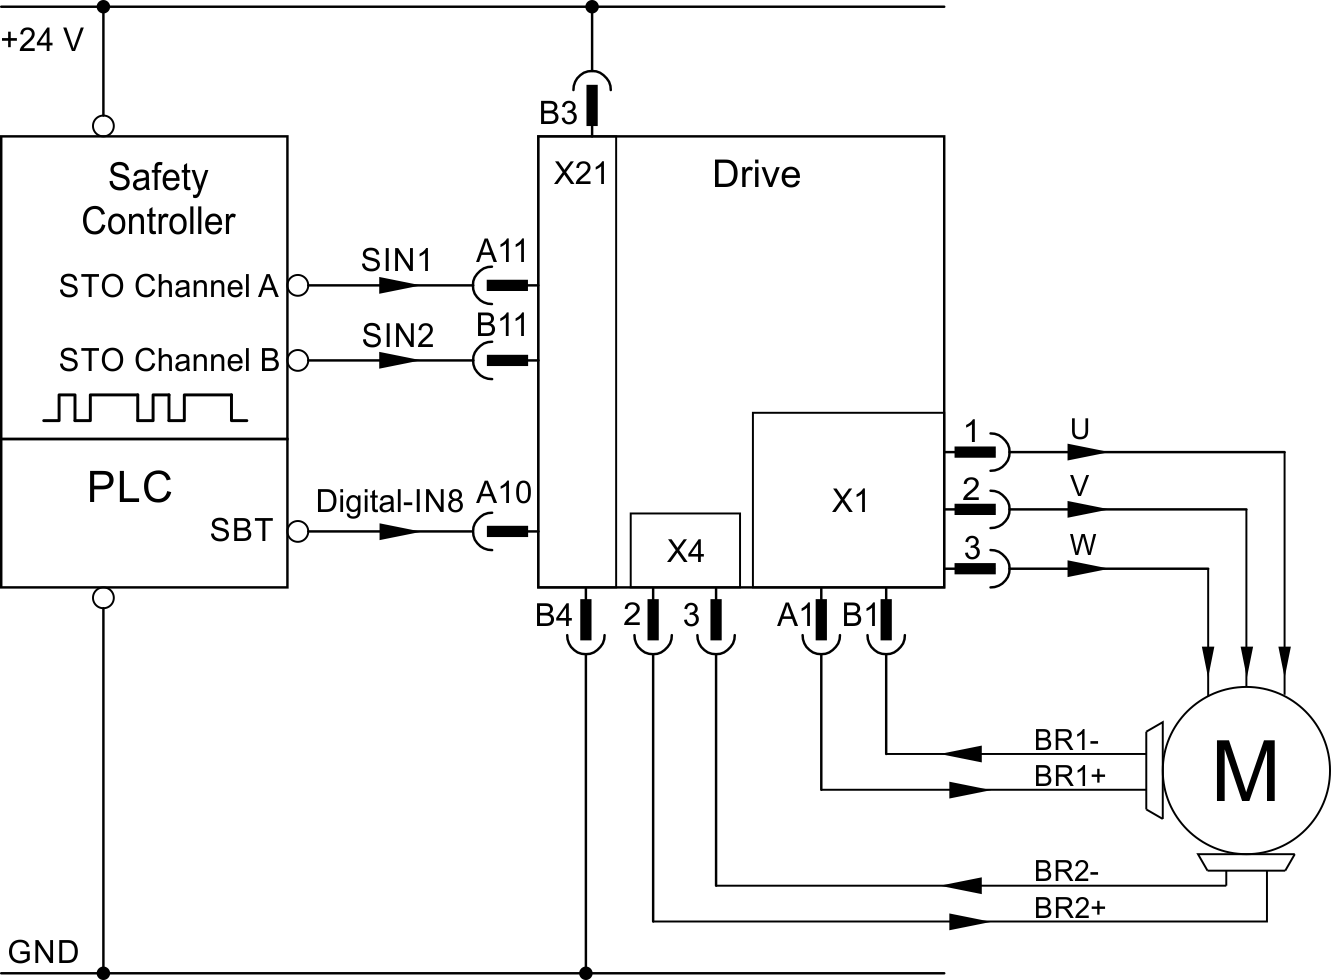 +24 V
B3
Safety
Controller
X21
Drive
STO Channel A
SIN1
A11
STO Channel B
SIN2
B11
PLC
SBT
Digital-IN8
A10
X4
X1
1
U
2
V
3
W
B4
2
3
A1
B1
BR1-
BR1+
M
BR2-
BR2+
GND